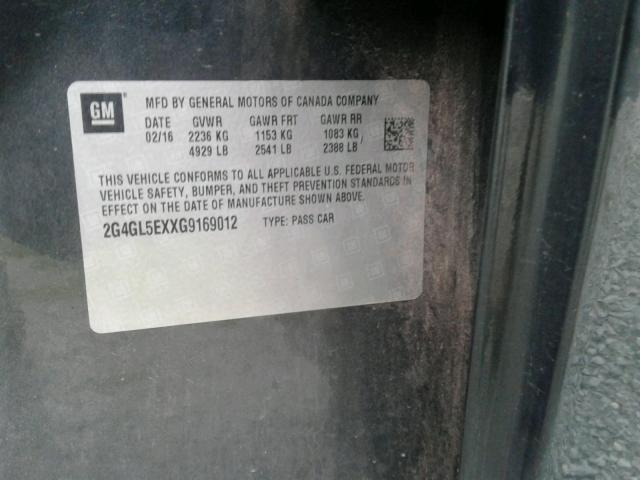 GM
MFD BY GENERAL MOTORS OF CANADA COMPANY
DATE GVWR GAWR FRT GAWR RR
02/16 2236 KG 1153 KG 1083 KG
4929 LB 2541 LB 2388 LB
THIS VEHICLE CONFORMS TO ALL APPLICABLE U.S. FEDERAL MOTOR
VEHICLE SAFETY, BUMPER, AND THEFT PREVENTION STANDARDS IN
EFFECT ON THE DATE OF MANUFACTURE SHOWN ABOVE.
2G4GL5EXXG9169012 TYPE: PASS CAR